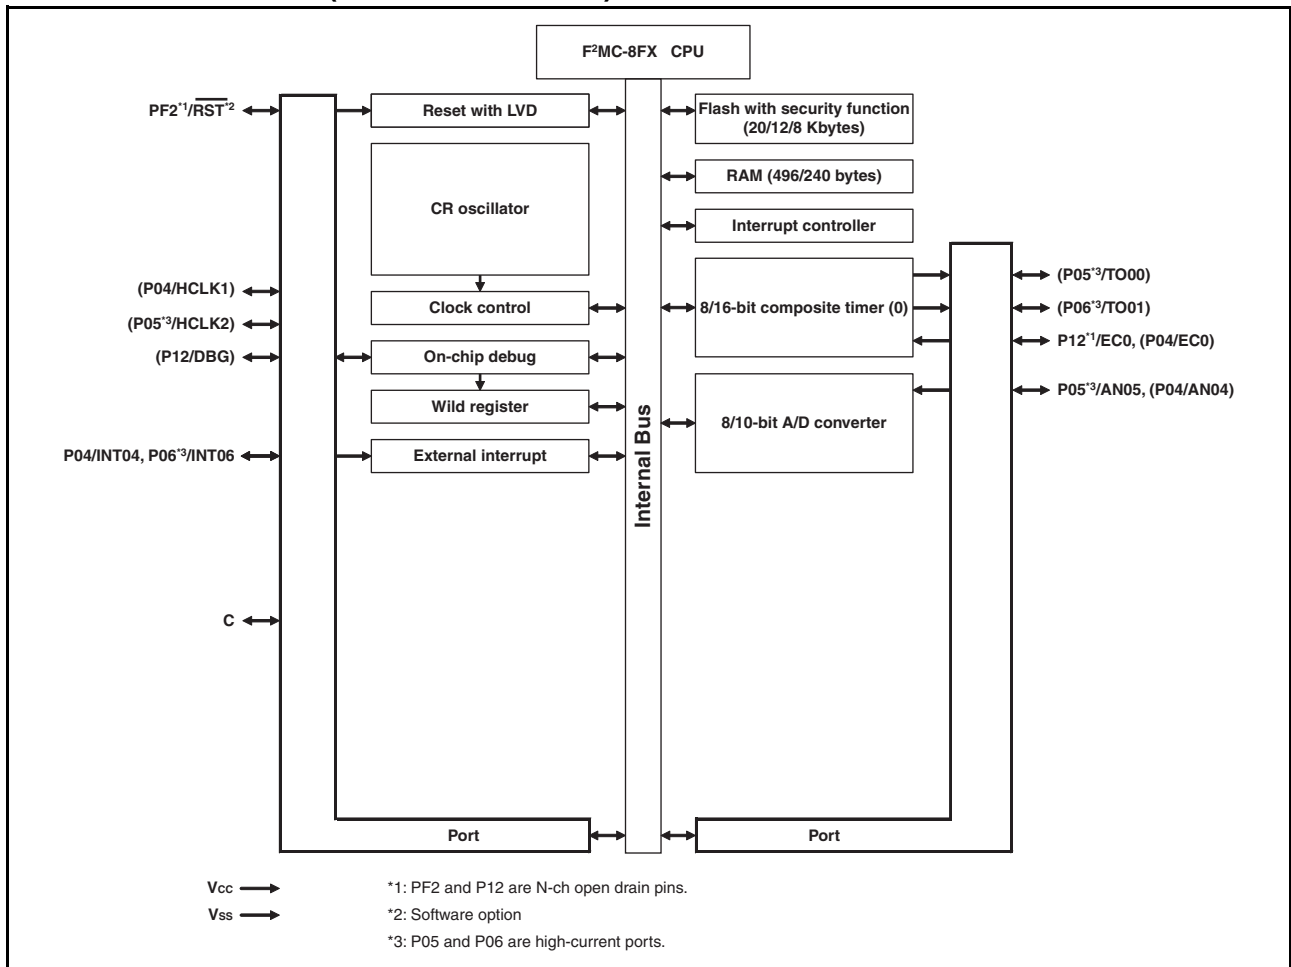 F²MC-8FX CPU
PF2*1/RST*2
Reset with LVD
Flash with security function
(20/12/8 Kbytes)
CR oscillator
RAM (496/240 bytes)
Interrupt controller
(P04/HCLK1)
Clock control
8/16-bit composite timer (0)
(P05*3/TO00)
(P05*3/HCLK2)
(P06*3/TO01)
(P12/DBG)
On-chip debug
P12*1/EC0, (P04/EC0)
Wild register
8/10-bit A/D converter
P05*3/AN05, (P04/AN04)
P04/INT04, P06*3/INT06
External interrupt
Internal Bus
C
Port
Port
Vcc
*1: PF2 and P12 are N-ch open drain pins.
Vss
*2: Software option
*3: P05 and P06 are high-current ports.